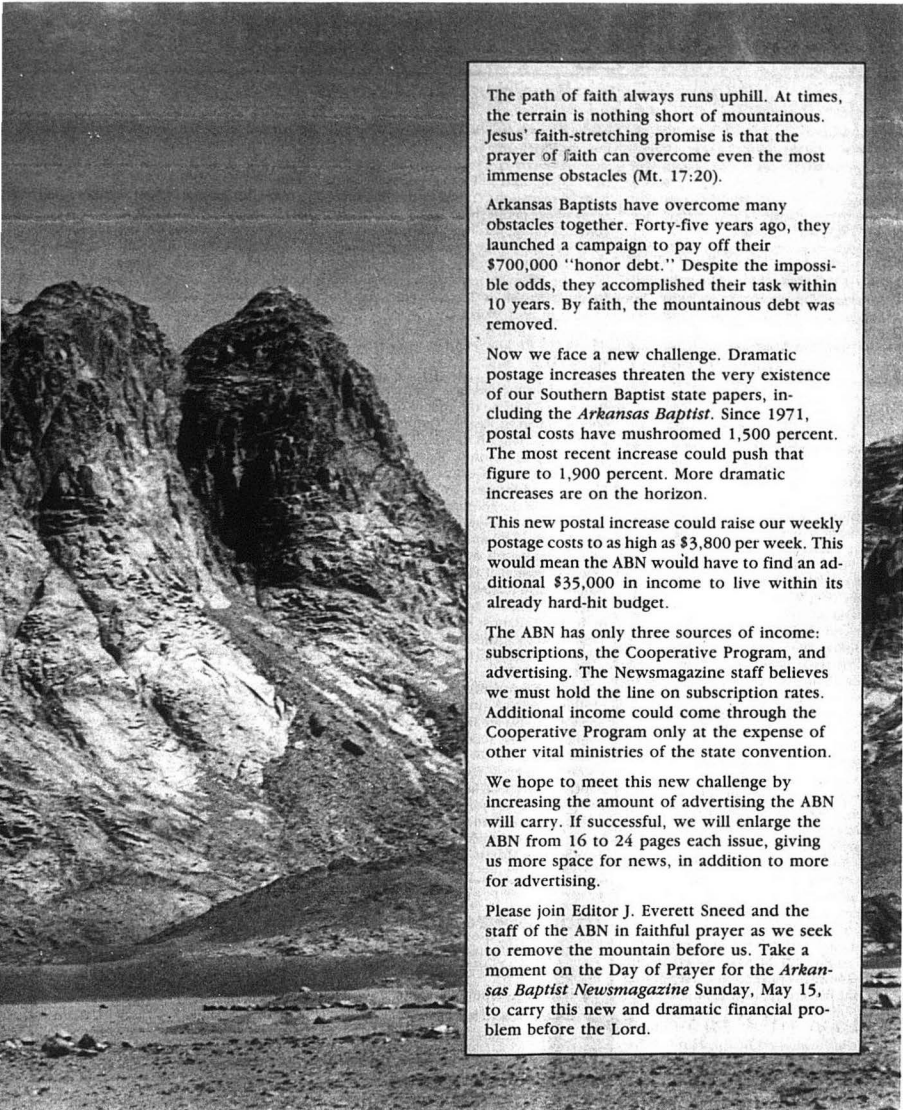 The path of faith always runs uphill. At times,
the terrain is nothing short of mountainous.
Jesus' faith-stretching promise is that the
prayer of faith can overcome even the most
immense obstacles (Mt. 17:20).
Arkansas Baptists have overcome many
obstacles together. Forty-five years ago, they
launched a campaign to pay off their
$700,000 "honor debt." Despite the impossi-
ble odds, they accomplished their task within
10 years. By faith, the mountainous debt was
removed.
Now we face a new challenge. Dramatic
postage increases threaten the very existence
of our Southern Baptist state papers, in-
cluding the Arkansas Baptist. Since 1971,
postal costs have mushroomed 1,500 percent.
The most recent increase could push that
figure to 1,900 percent. More dramatic
increases are on the horizon.
This new postal increase could raise our weekly
postage costs to as high as $3,800 per week. This
would mean the ABN would have to find an ad-
ditional $35,000 in income to live within its
already hard-hit budget.
The ABN has only three sources of income:
subscriptions, the Cooperative Program, and
advertising. The Newsmagazine staff believes
we must hold the line on subscription rates.
Additional income could come through the
Cooperative Program only at the expense of
other vital ministries of the state convention.
We hope to meet this new challenge by
increasing the amount of advertising the ABN
will carry. If successful, we will enlarge the
ABN from 16 to 24 pages each issue, giving
us more space for news, in addition to more
for advertising.
Please join Editor J. Everett Sneed and the
staff of the ABN in faithful prayer as we seek
to remove the mountain before us. Take a
moment on the Day of Prayer for the Arkan-
sas Baptist Newsmagazine Sunday, May 15,
to carry this new and dramatic financial pro-
blem before the Lord.